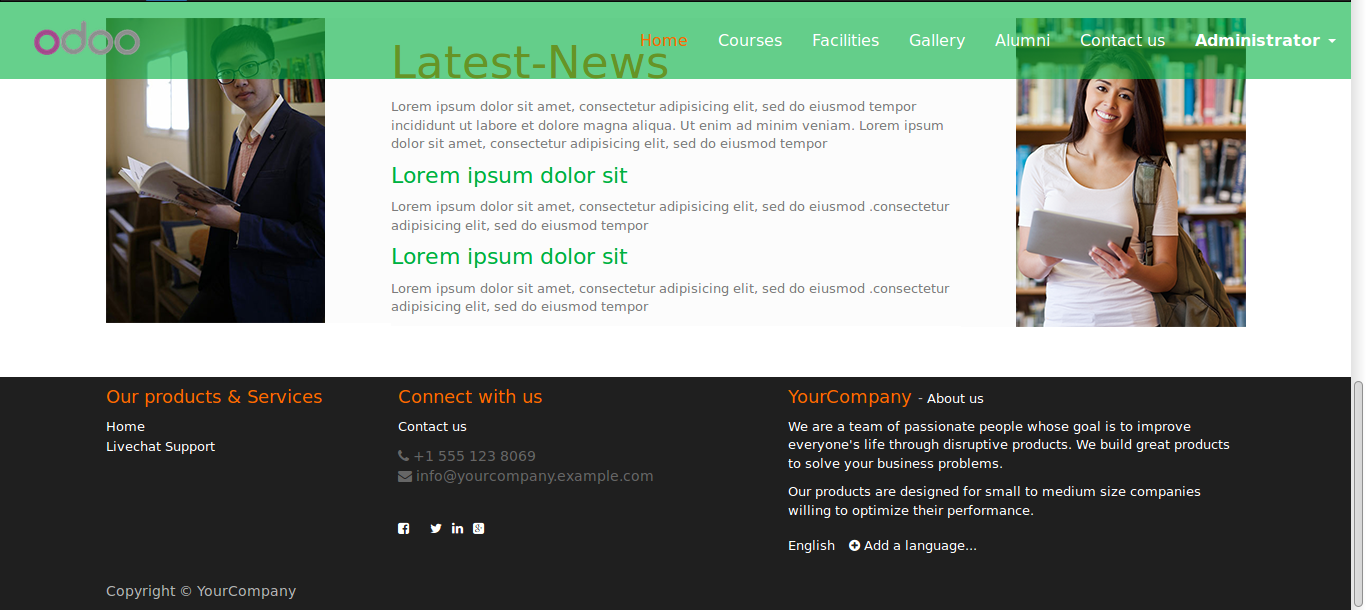 odoo
Home Courses Facilities Gallery Alumni Contact us Administrator
Latest-News
Lorem ipsum dolor sit amet, consectetur adipisicing elit, sed do eiusmod tempor
incididunt ut labore et dolore magna aliqua. Ut enim ad minim veniam. Lorem ipsum
dolor sit amet, consectetur adipisicing elit, sed do eiusmod tempor
Lorem ipsum dolor sit
Lorem ipsum dolor sit amet, consectetur adipisicing elit, sed do eiusmod .consectetur
adipisicing elit, sed do eiusmod tempor
Lorem ipsum dolor sit
Lorem ipsum dolor sit amet, consectetur adipisicing elit, sed do eiusmod .consectetur
adipisicing elit, sed do eiusmod tempor
Our products & Services
Home
Livechat Support
Connect with us
Contact us
+1 555 123 8069
info@yourcompany.example.com
YourCompany - About us
We are a team of passionate people whose goal is to improve
everyone's life through disruptive products. We build great products
to solve your business problems.
Our products are designed for small to medium size companies
willing to optimize their performance.
English Add a language...
Copyright © YourCompany